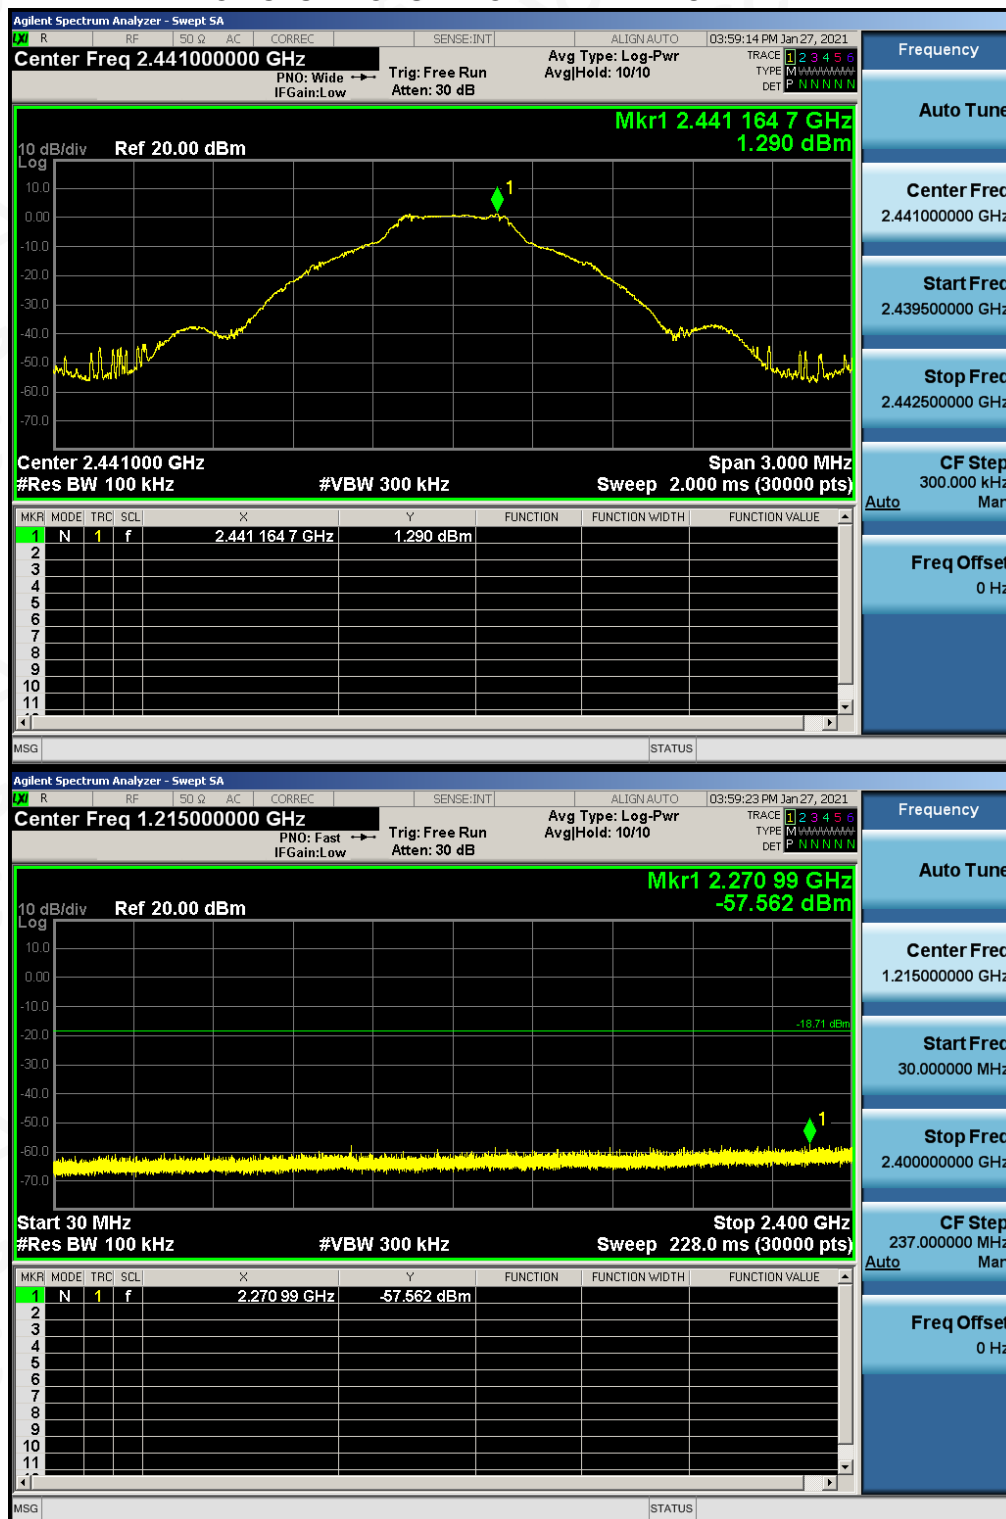 Agilent Spectrum Analyzer - Swept SA
LXI R RF 50 Ω AC CORREC SENSE:INT ALIGN AUTO 03:59:14 PM Jan 27, 2021
Center Freq 2.441000000 GHz
PNO: Wide
IFGain:Low
Trig: Free Run
Atten: 30 dB
Avg Type: Log-Pwr
Avg|Hold: 10/10
TRACE 1 2 3 4 5 6
TYPE M W W W W W
DET P N N N N N
Mkr1 2.441 164 7 GHz
1.290 dBm
10 dB/div Ref 20.00 dBm
Log
10.0
0.00
-10.0
-20.0
-30.0
-40.0
-50.0
-60.0
-70.0
1
Center 2.441000 GHz Span 3.000 MHz
#Res BW 100 kHz #VBW 300 kHz Sweep 2.000 ms (30000 pts)
MKR MODE TRC SCL X Y FUNCTION FUNCTION WIDTH FUNCTION VALUE
1 N 1 f 2.441 164 7 GHz 1.290 dBm
2
3
4
5
6
7
8
9
10
11
MSG STATUS
Frequency
Auto Tune
Center Freq
2.441000000 GHz
Start Freq
2.439500000 GHz
Stop Freq
2.442500000 GHz
CF Step
300.000 kHz
Auto Man
Freq Offset
0 Hz
Agilent Spectrum Analyzer - Swept SA
LXI R RF 50 Ω AC CORREC SENSE:INT ALIGN AUTO 03:59:23 PM Jan 27, 2021
Center Freq 1.215000000 GHz
PNO: Fast
IFGain:Low
Trig: Free Run
Atten: 30 dB
Avg Type: Log-Pwr
Avg|Hold: 10/10
TRACE 1 2 3 4 5 6
TYPE M W W W W W
DET P N N N N N
Mkr1 2.270 99 GHz
-57.562 dBm
10 dB/div Ref 20.00 dBm
Log
10.0
0.00
-10.0
-20.0
-30.0
-40.0
-50.0
-60.0
-70.0
-18.71 dBm
1
Start 30 MHz Stop 2.400 GHz
#Res BW 100 kHz #VBW 300 kHz Sweep 228.0 ms (30000 pts)
MKR MODE TRC SCL X Y FUNCTION FUNCTION WIDTH FUNCTION VALUE
1 N 1 f 2.270 99 GHz -57.562 dBm
2
3
4
5
6
7
8
9
10
11
MSG STATUS
Frequency
Auto Tune
Center Freq
1.215000000 GHz
Start Freq
30.000000 MHz
Stop Freq
2.400000000 GHz
CF Step
237.000000 MHz
Auto Man
Freq Offset
0 Hz